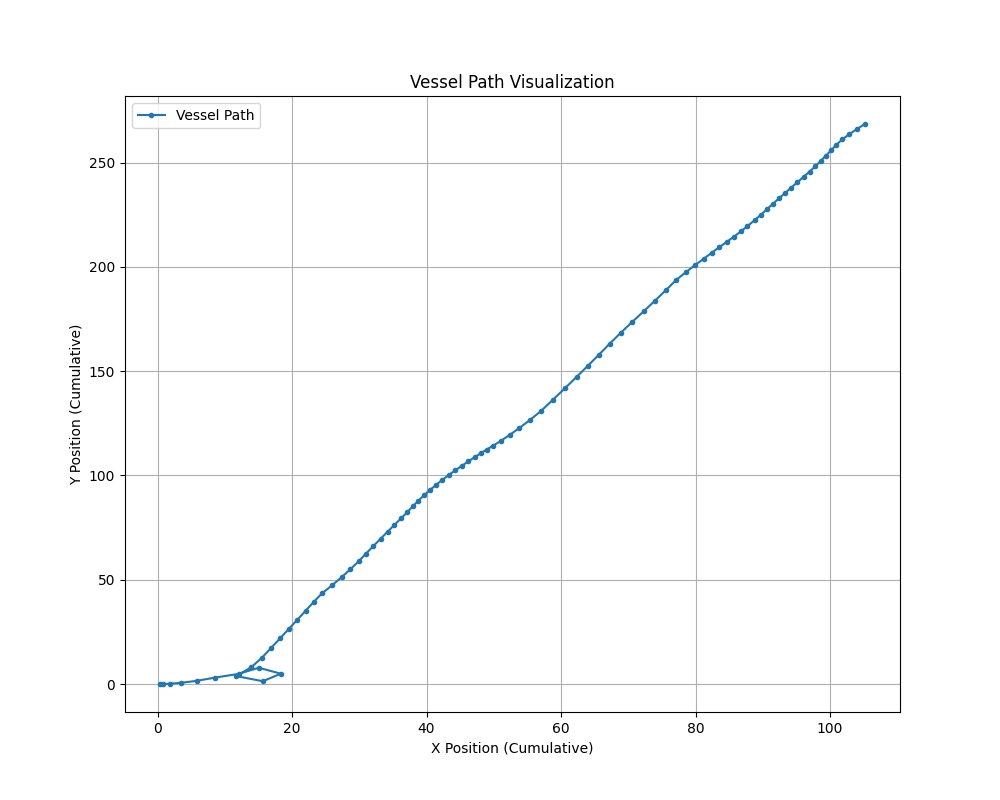 Vessel Path Visualization
Vessel Path
Y Position (Cumulative)
250
200
150
100
50
0
0 20 40 60 80 100
X Position (Cumulative)